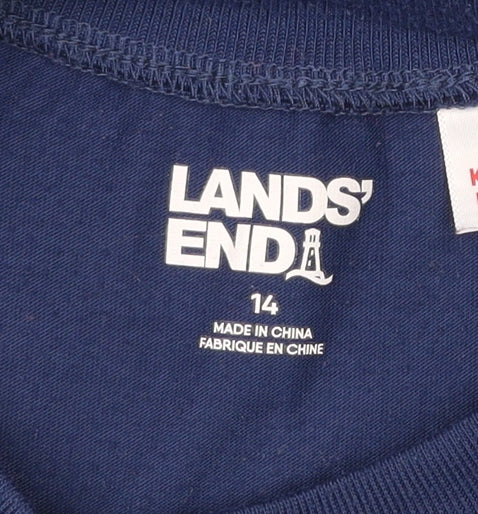 LANDS'
END
14
MADE IN CHINA
FABRIQUE EN CHINE